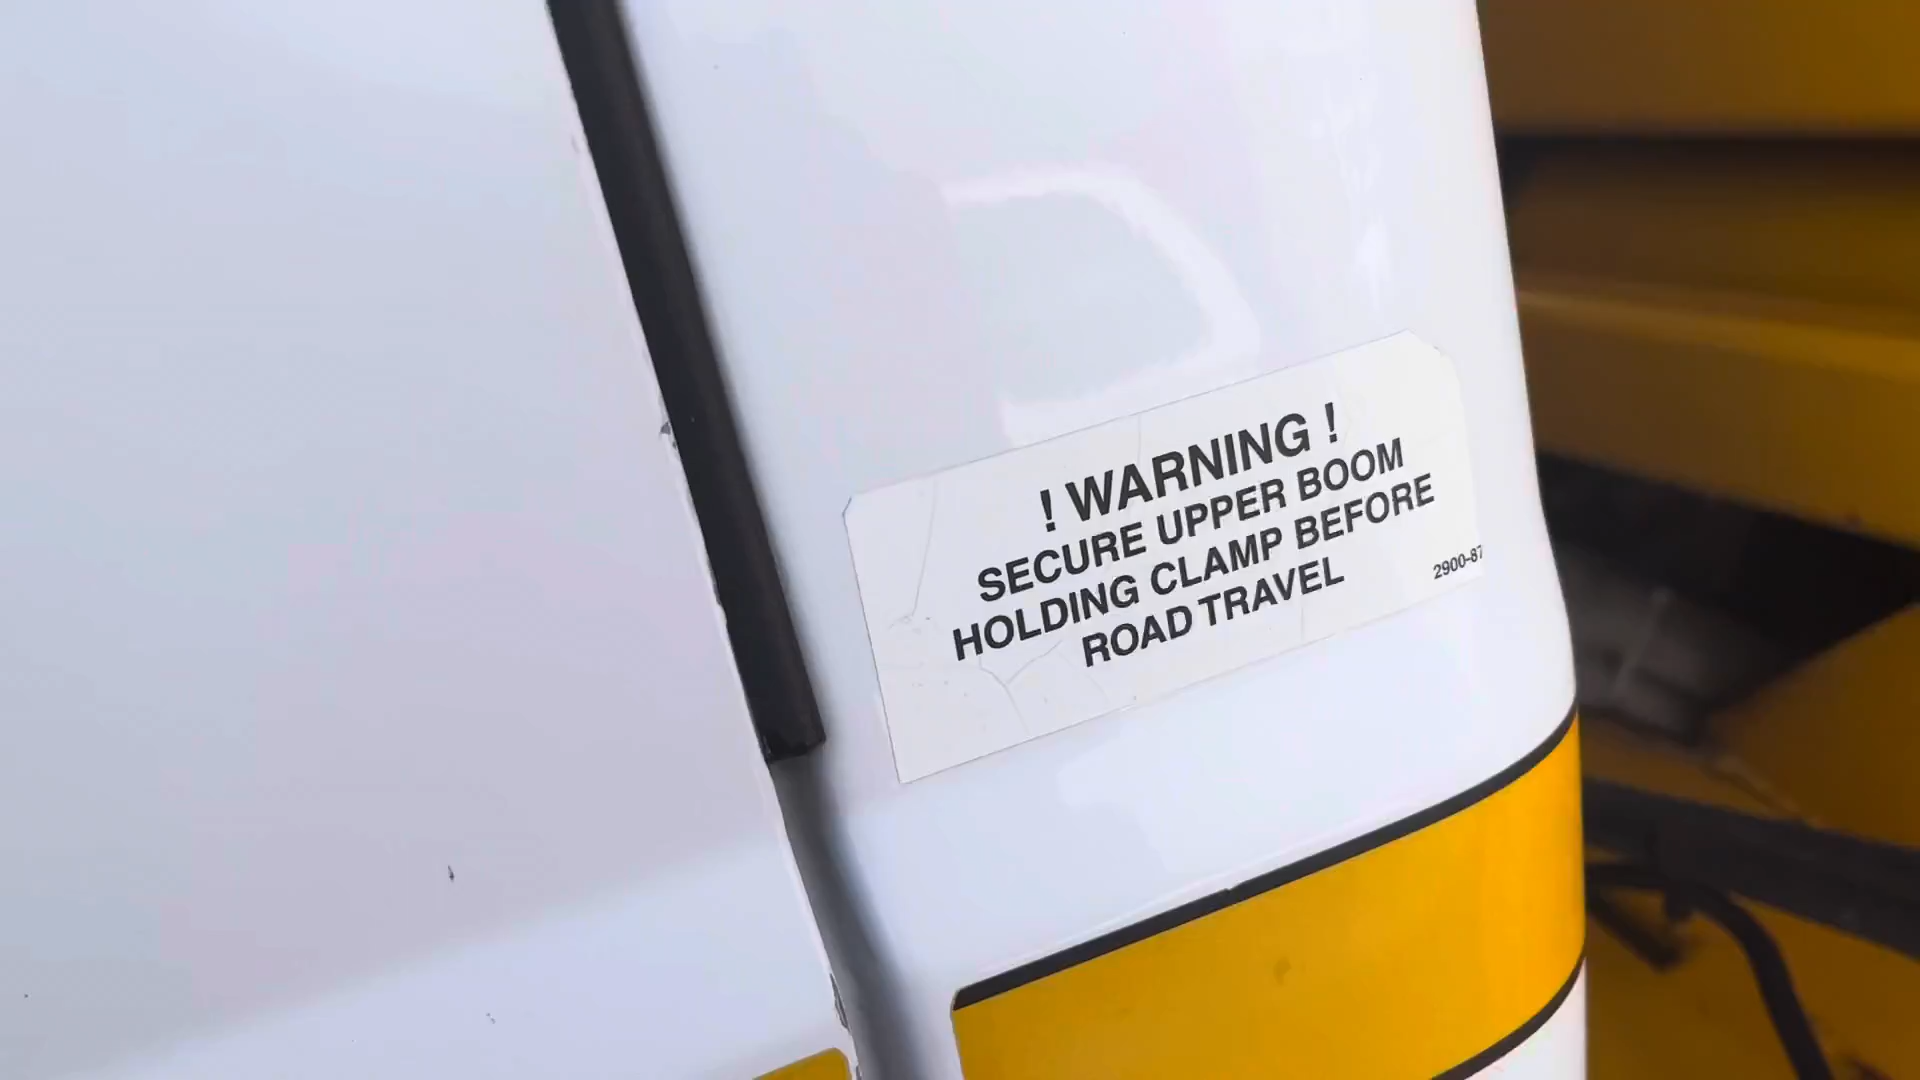 ! WARNING !
SECURE UPPER BOOM
HOLDING CLAMP BEFORE
ROAD TRAVEL
2900-87